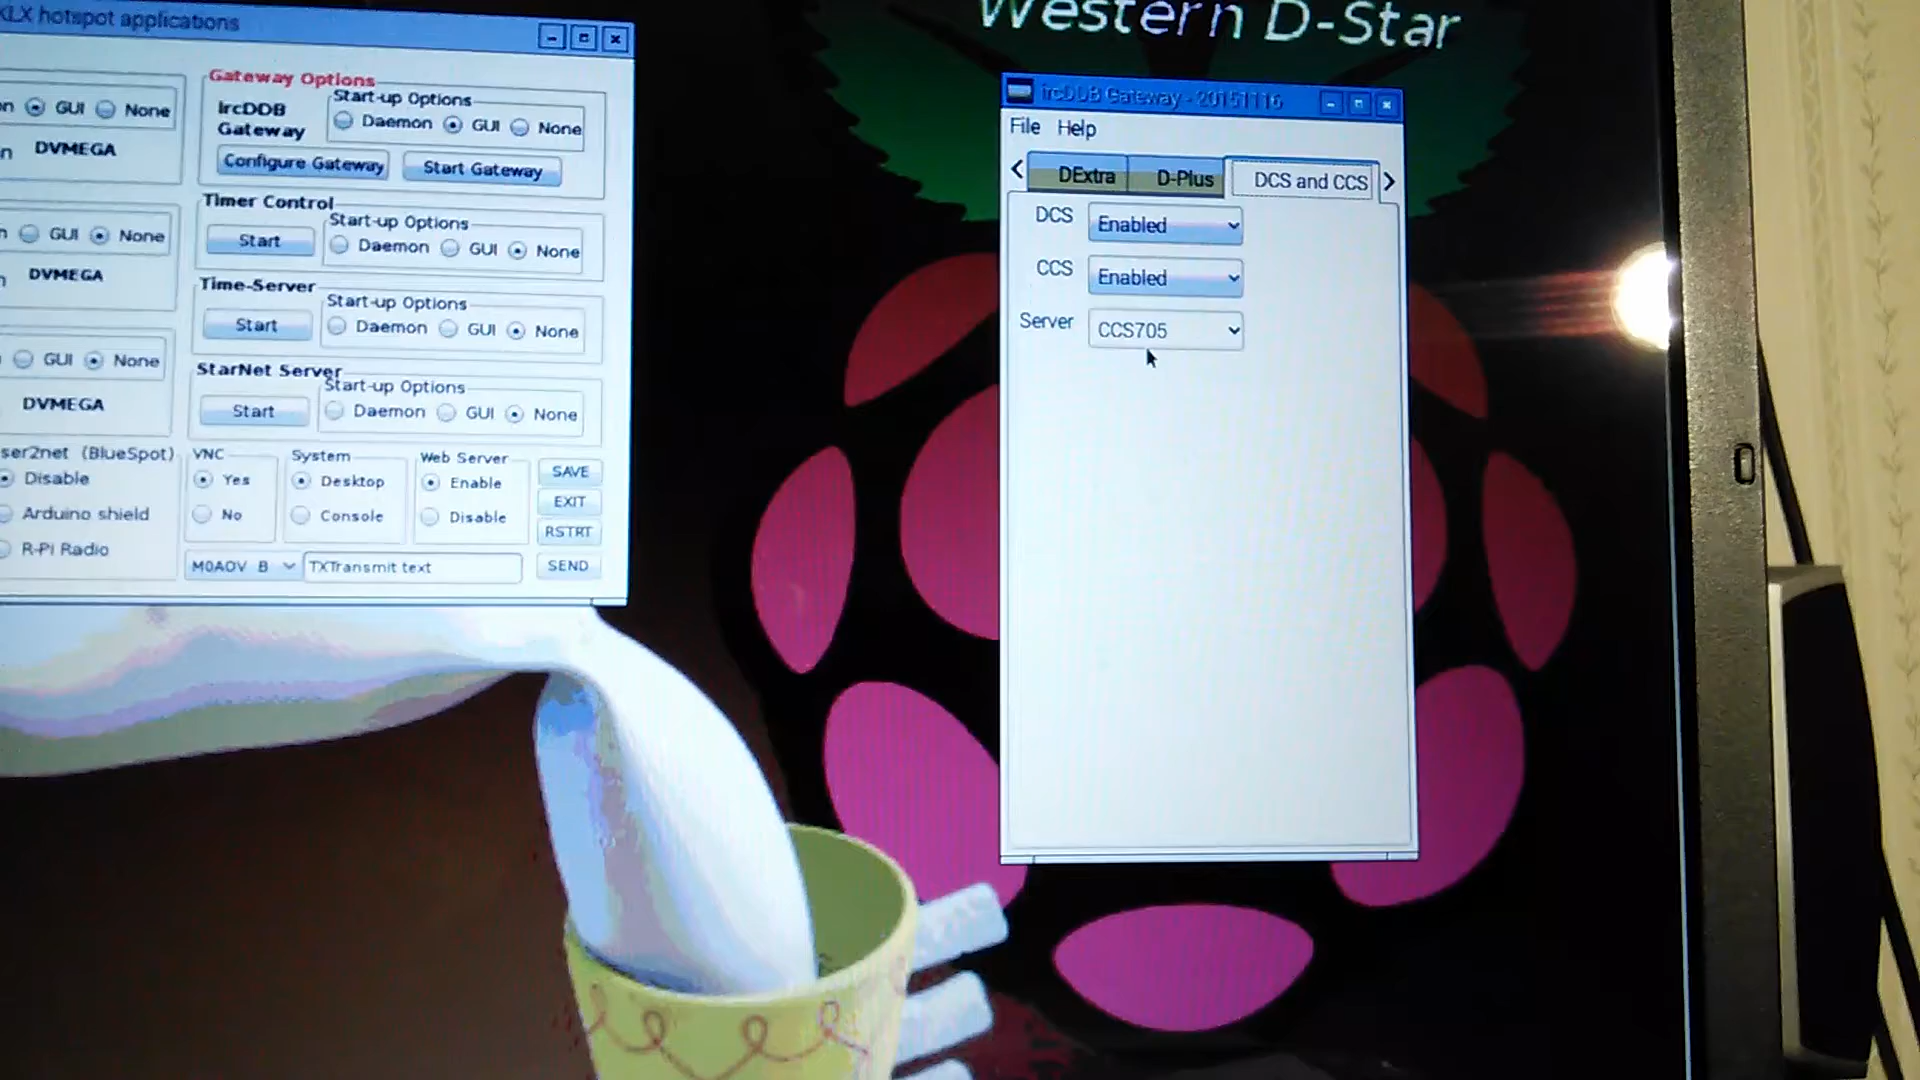 Western D-Star
KLX hotspot applications
GUI None
DVMEGA
GUI None
DVMEGA
GUI None
DVMEGA
ser2net (BlueSpot)
Disable
Arduino shield
R-Pi Radio
Gateway Options
IrcDDB
Gateway
Start-up Options
Daemon GUI None
Configure Gateway Start Gateway
Timer Control
Start-up Options
Start Daemon GUI None
Time-Server
Start-up Options
Start Daemon GUI None
StarNet Server
Start-up Options
Start Daemon GUI None
VNC
Yes
No
System
Desktop
Console
Web Server
Enable
Disable
SAVE
EXIT
RSTRT
M0AOV B TXTransmit text SEND
ircDDB Gateway - 20151116
File Help
DExtra D-Plus DCS and CCS
DCS Enabled
CCS Enabled
Server CCS705